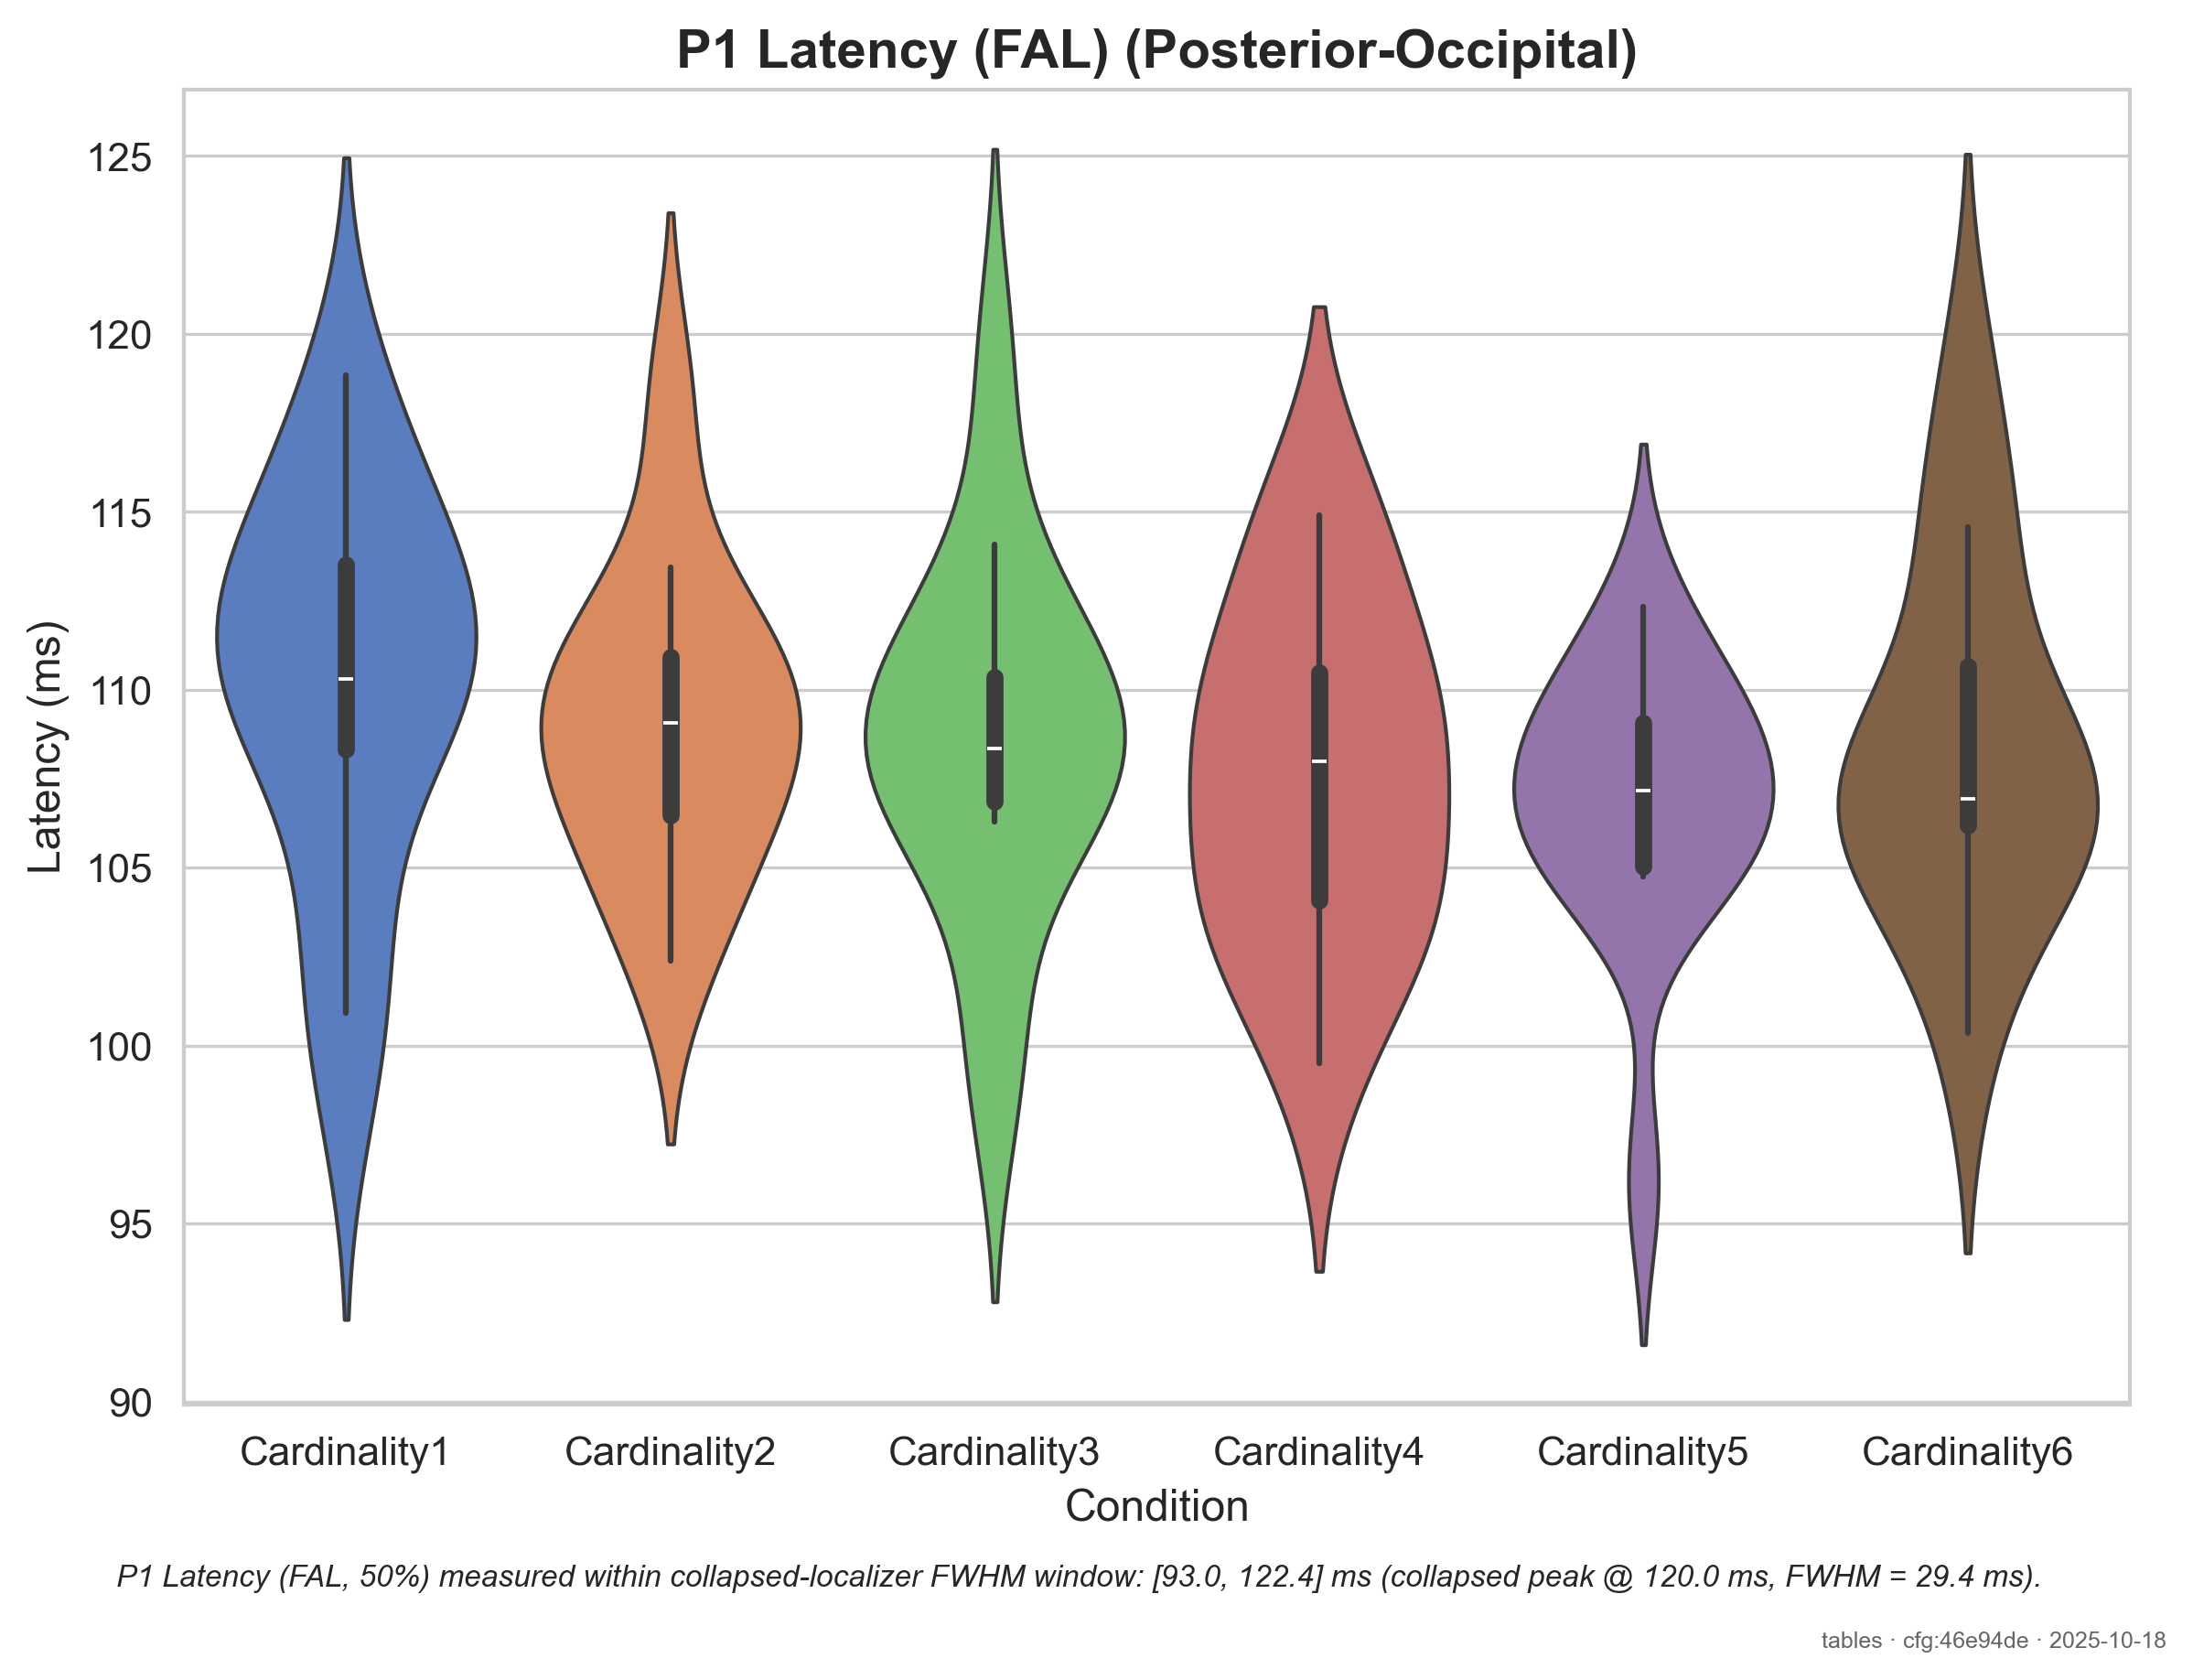 P1 Latency (FAL) (Posterior-Occipital)
125
120
115
110
105
100
95
90
Latency (ms)
Cardinality1 Cardinality2 Cardinality3 Cardinality4 Cardinality5 Cardinality6
Condition
P1 Latency (FAL, 50%) measured within collapsed-localizer FWHM window: [93.0, 122.4] ms (collapsed peak @ 120.0 ms, FWHM = 29.4 ms).
tables · cfg:46e94de · 2025-10-18